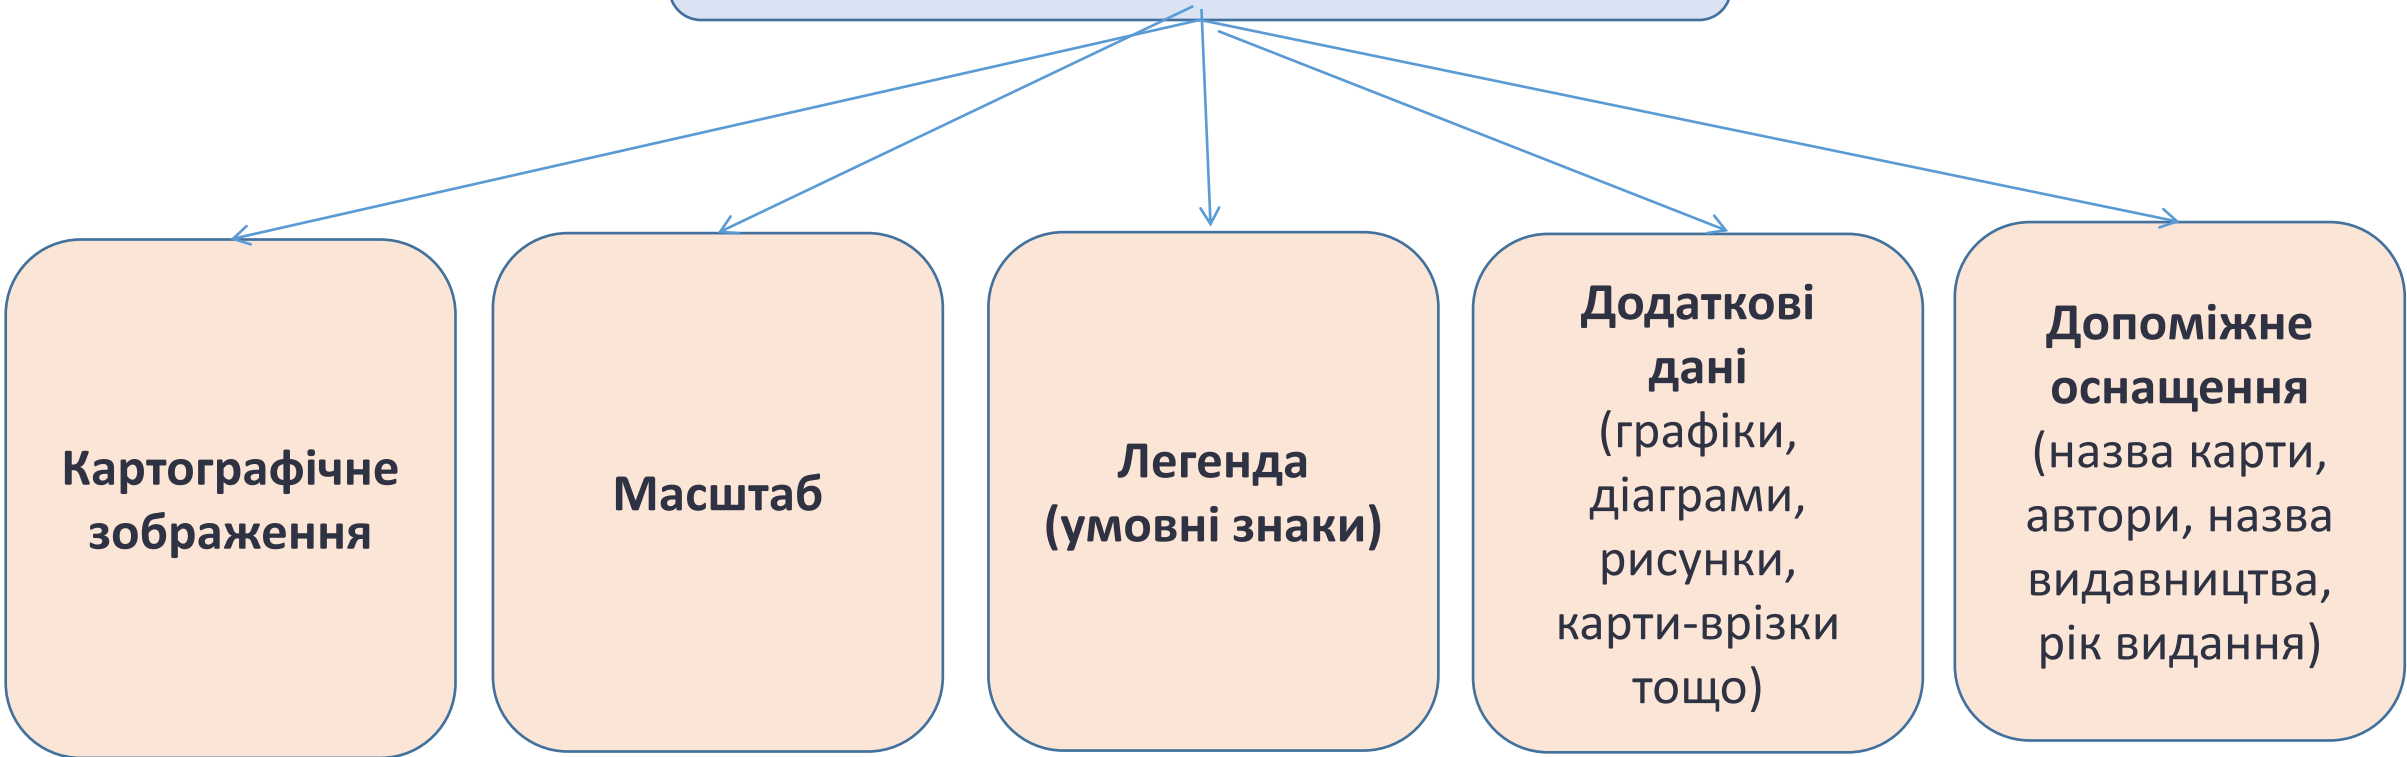 Картографічне
зображення
Масштаб
Легенда
(умовні знаки)
Додаткові
дані
(графіки,
діаграми,
рисунки,
карти-врізки
тощо)
Допоміжне
оснащення
(назва карти,
автори, назва
видавництва,
рік видання)